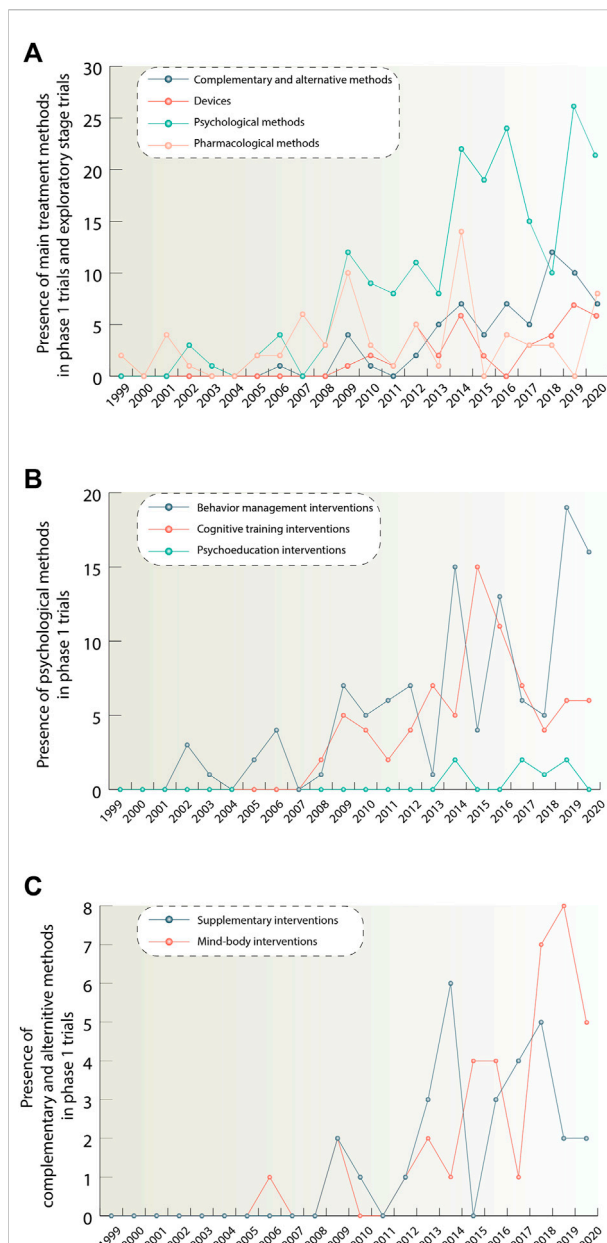 A
Presence of main treatment methods
in phase 1 trials and exploratory stage trials
30
25
20
15
10
5
0
Complementary and alternative methods
Devices
Psychological methods
Pharmacological methods
1999 2000 2001 2002 2003 2004 2005 2006 2007 2008 2009 2010 2011 2012 2013 2014 2015 2016 2017 2018 2019 2020
B
Presence of psychological methods
in phase 1 trials
20
15
10
5
0
Behavior management interventions
Cognitive training interventions
Psychoeducation interventions
1999 2000 2001 2002 2003 2004 2005 2006 2007 2008 2009 2010 2011 2012 2013 2014 2015 2016 2017 2018 2019 2020
C
Presence of
complementary and alternitive methods
in phase 1 trials
8
7
6
5
4
3
2
1
0
Supplementary interventions
Mind-body interventions
1999 2000 2001 2002 2003 2004 2005 2006 2007 2008 2009 2010 2011 2012 2013 2014 2015 2016 2017 2018 2019 2020